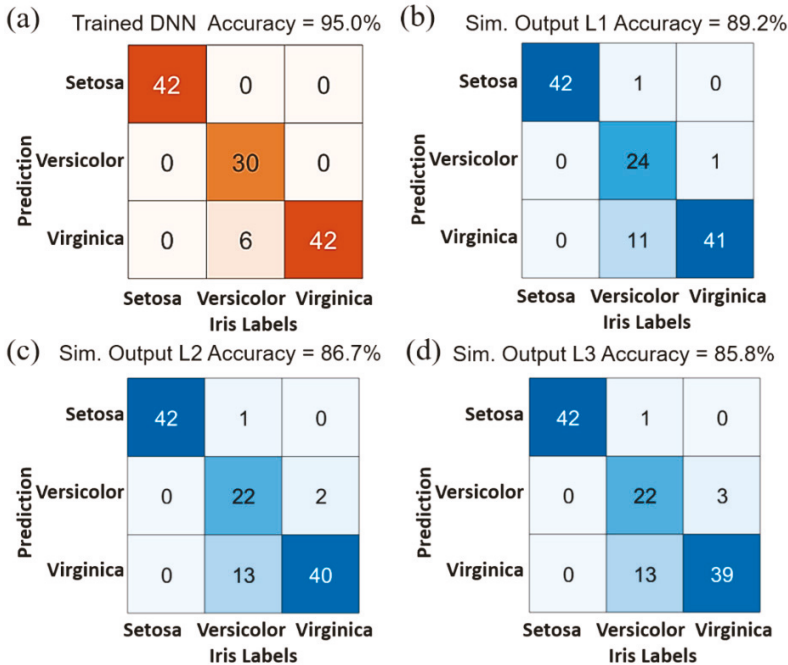 (a) Trained DNN Accuracy = 95.0%
Prediction
Setosa 42 0 0
Versicolor 0 30 0
Virginica 0 6 42
Setosa Versicolor Virginica
Iris Labels
(b) Sim. Output L1 Accuracy = 89.2%
Prediction
Setosa 42 1 0
Versicolor 0 24 1
Virginica 0 11 41
Setosa Versicolor Virginica
Iris Labels
(c) Sim. Output L2 Accuracy = 86.7%
Prediction
Setosa 42 1 0
Versicolor 0 22 2
Virginica 0 13 40
Setosa Versicolor Virginica
Iris Labels
(d) Sim. Output L3 Accuracy = 85.8%
Prediction
Setosa 42 1 0
Versicolor 0 22 3
Virginica 0 13 39
Setosa Versicolor Virginica
Iris Labels